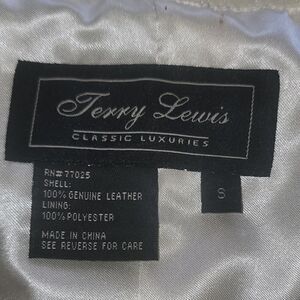 Terry Lewis
CLASSIC LUXURIES
RN# 77025
SHELL:
100% GENUINE LEATHER
LINING:
100% POLYESTER
MADE IN CHINA
SEE REVERSE FOR CARE
S